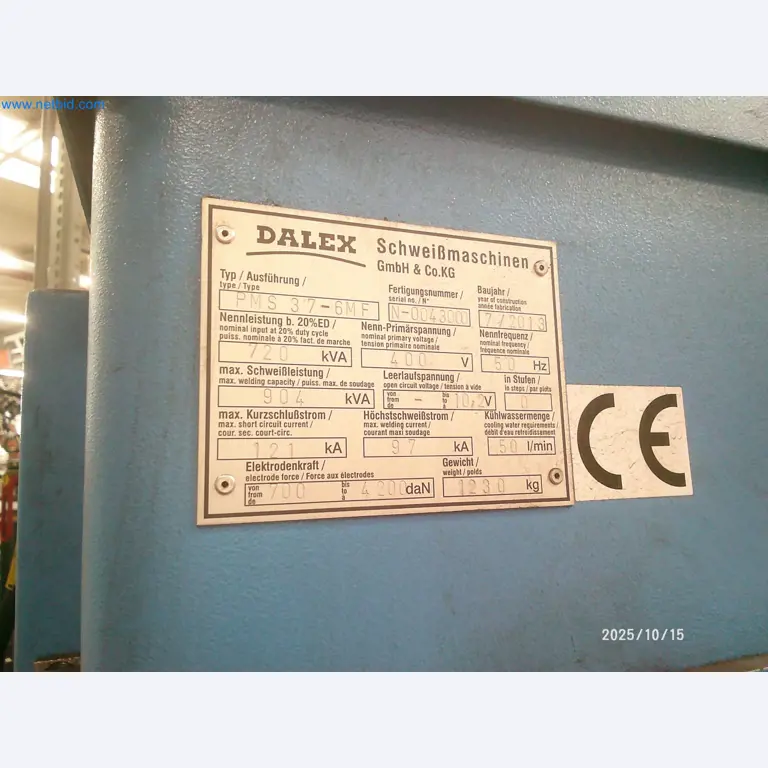 www.netbid.com
DALEX Schweißmaschinen
GmbH & Co.KG
Typ / Ausführung /
type / Type
PMS 37-6MF
Fertigungsnummer /
serial no. / N°
N-0043000
Baujahr /
year of construction
année fabrication
7/2013
Nennleistung b. 20%ED /
nominal input at 20% duty cycle
puiss. nominale à 20% fact. de marche
720 kVA
Nenn-Primärspannung /
nominal primary voltage /
tension primaire nominale
400 V
Nennfrequenz /
nominal frequency /
fréquence nominale
50 Hz
max. Schweißleistung /
max. welding capacity / puiss. max. de soudage
904 kVA
Leerlaufspannung /
open circuit voltage / tension à vide
von
from
de
-
bis
to
à
10,2 V
in Stufen /
in steps / par plots
0
max. Kurzschlußstrom /
max. short circuit current /
cour. sec. court-circ.
121 kA
Höchstschweißstrom /
max. welding current /
courant maxi soudage
97 kA
Kühlwassermenge /
cooling water requirements /
débit d'eau refroidissement
50 l/min
Elektrodenkraft /
electrode force / Force aux électrodes
von
from
de
700
bis
to
à
4200 daN
Gewicht /
weight / poids
1230 kg
CE
2025/10/15